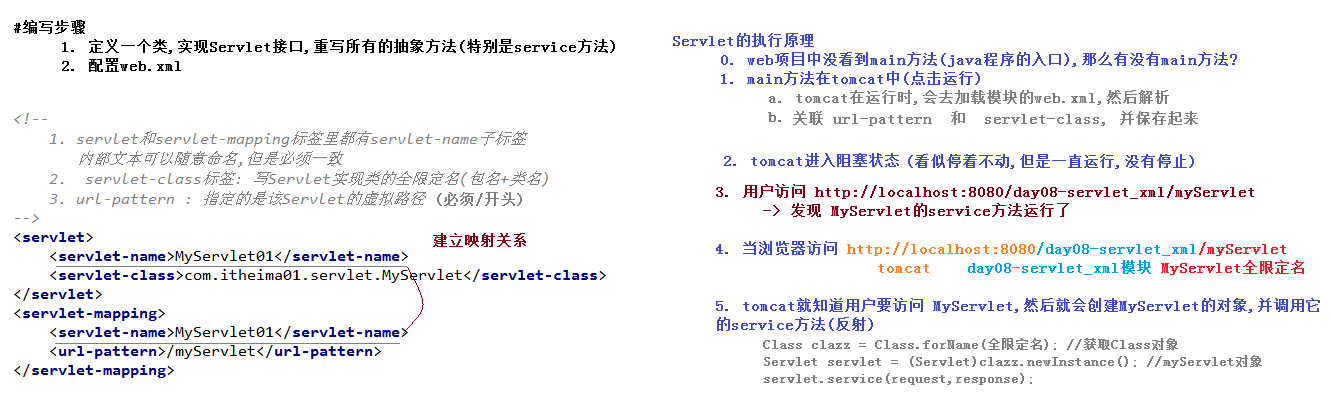 #编写步骤
1. 定义一个类,实现Servlet接口,重写所有的抽象方法(特别是service方法)
2. 配置web.xml
<!--
1. servlet和servlet-mapping标签里都有servlet-name子标签
内部文本可以随意命名,但是必须一致
2. servlet-class标签: 写Servlet实现类的全限定名(包名+类名)
3. url-pattern : 指定的是该Servlet的虚拟路径 (必须/开头)
-->
<servlet>
建立映射关系
<servlet-name>MyServlet01</servlet-name>
<servlet-class>com.itheima01.servlet.MyServlet</servlet-class>
</servlet>
<servlet-mapping>
<servlet-name>MyServlet01</servlet-name>
<url-pattern>/myServlet</url-pattern>
</servlet-mapping>
Servlet的执行原理
0. web项目中没看到main方法(java程序的入口),那么有没有main方法?
1. main方法在tomcat中(点击运行)
a. tomcat在运行时,会去加载模块的web.xml,然后解析
b. 关联 url-pattern 和 servlet-class, 并保存起来
2. tomcat进入阻塞状态 (看似停着不动,但是一直运行,没有停止)
3. 用户访问 http://localhost:8080/day08-servlet_xml/myServlet
-> 发现 MyServlet的service方法运行了
4. 当浏览器访问 http://localhost:8080/day08-servlet_xml/myServlet
tomcat day08-servlet_xml模块 MyServlet全限定名
5. tomcat就知道用户要访问 MyServlet,然后就会创建MyServlet的对象,并调用它
的service方法(反射)
Class clazz = Class.forName(全限定名); //获取Class对象
Servlet servlet = (Servlet)clazz.newInstance(); //myServlet对象
servlet.service(request,response);